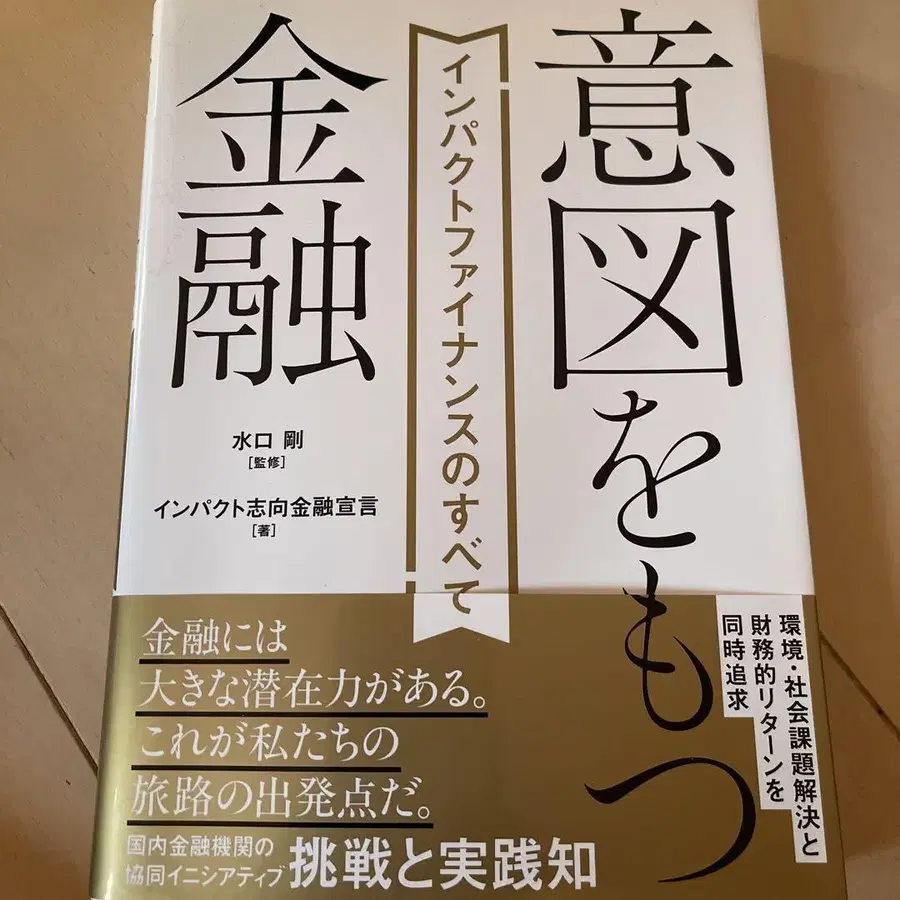 意図をもつ
金融
インパクトファイナンスのすべて
水口 剛
[監修]
インパクト志向金融宣言
[著]
環境・社会課題解決と
財務的リターンを
同時追求
金融には
大きな潜在力がある。
これが私たちの
旅路の出発点だ。
国内金融機関の
協同イニシアティブ
挑戦と実践知